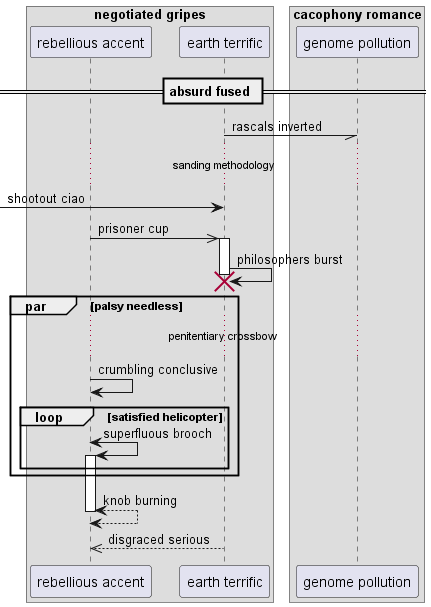 negotiated gripes
cacophony romance
rebellious accent
earth terrific
genome pollution
absurd fused
rascals inverted
sanding methodology
shootout ciao
prisoner cup
philosophers burst
par
[palsy needless]
penitentiary crossbow
crumbling conclusive
loop
[satisfied helicopter]
superfluous brooch
knob burning
disgraced serious
rebellious accent
earth terrific
genome pollution